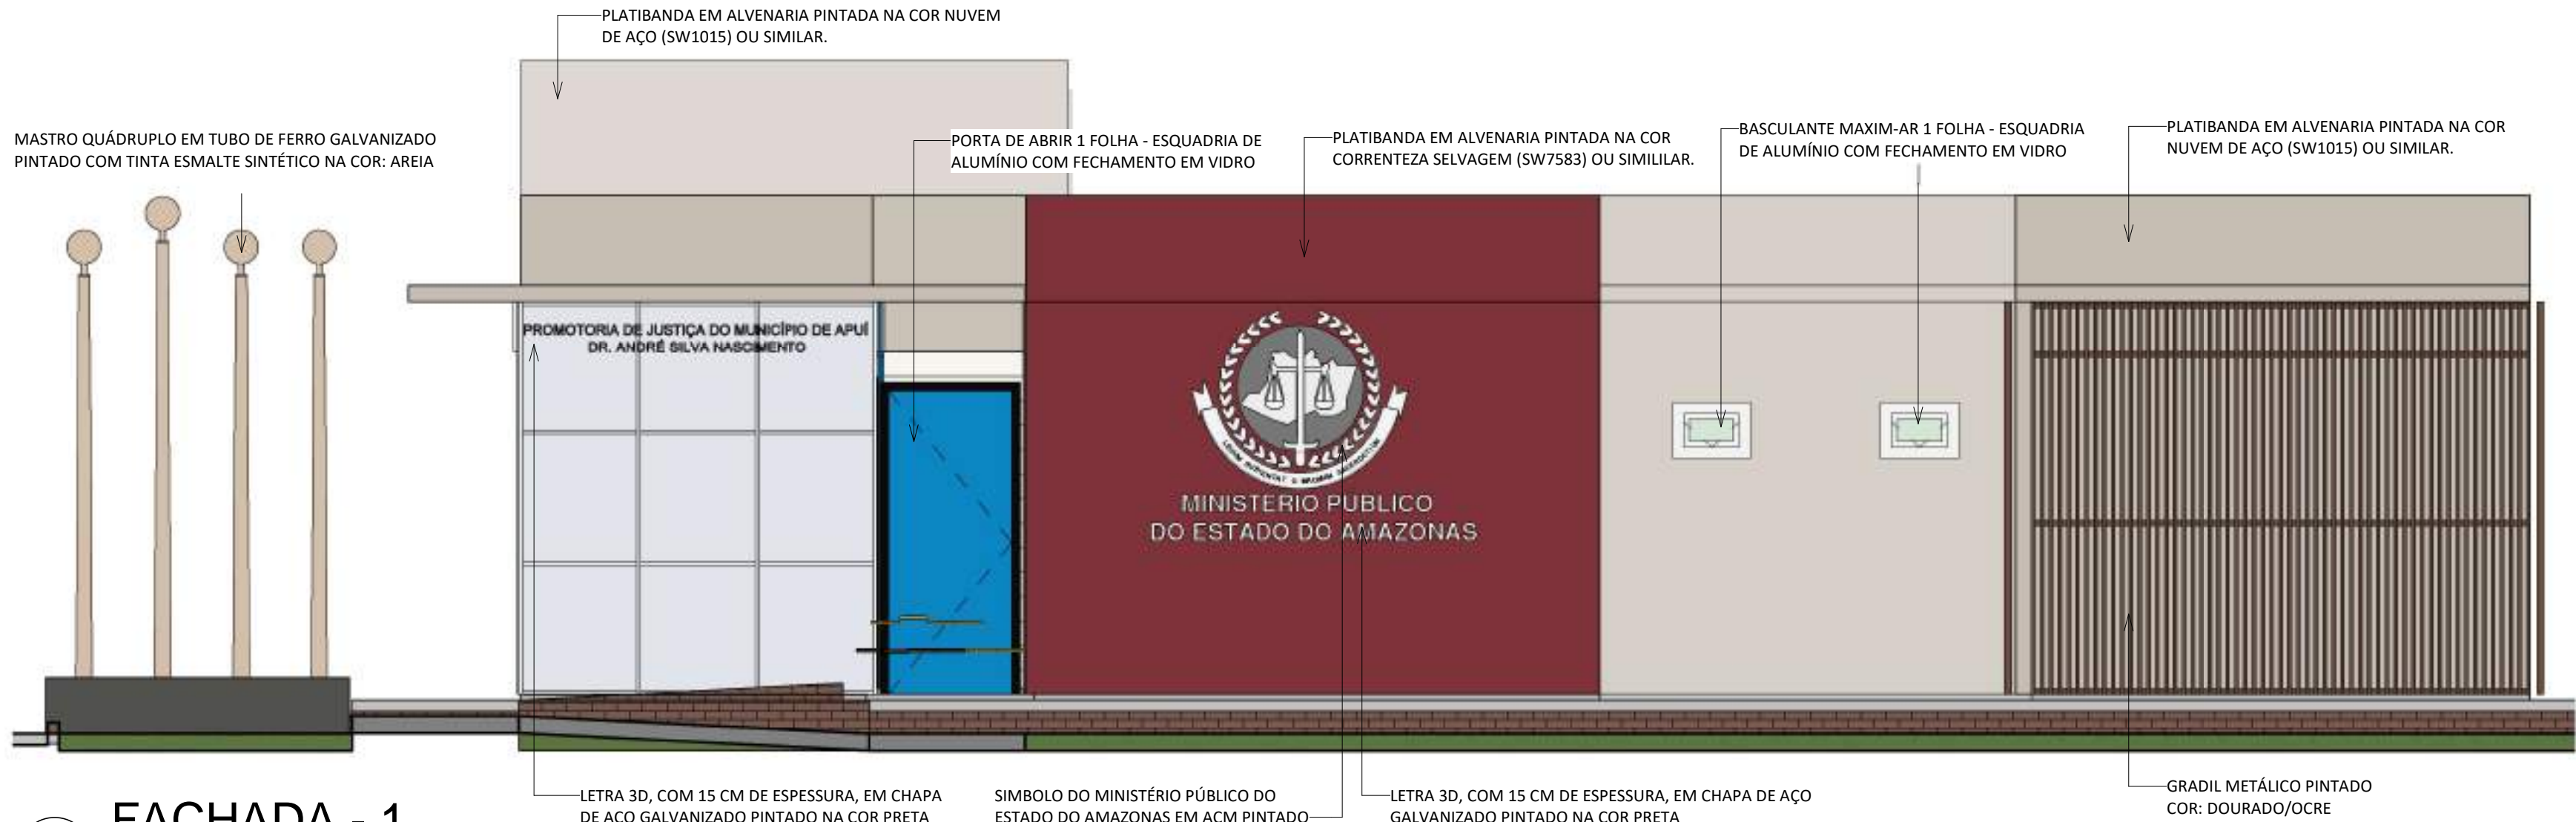 PLATIBANDA EM ALVENARIA PINTADA NA COR NUVEM
DE AÇO (SW1015) OU SIMILAR.
MASTRO QUÁDRUPLO EM TUBO DE FERRO GALVANIZADO
PINTADO COM TINTA ESMALTE SINTÉTICO NA COR: AREIA
PORTA DE ABRIR 1 FOLHA - ESQUADRIA DE
ALUMÍNIO COM FECHAMENTO EM VIDRO
PLATIBANDA EM ALVENARIA PINTADA NA COR
CORRENTEZA SELVAGEM (SW7583) OU SIMILILAR.
BASCULANTE MAXIM-AR 1 FOLHA - ESQUADRIA
DE ALUMÍNIO COM FECHAMENTO EM VIDRO
PLATIBANDA EM ALVENARIA PINTADA NA COR
NUVEM DE AÇO (SW1015) OU SIMILAR.
PROMOTORIA DE JUSTIÇA DO MUNICÍPIO DE APUÍ
DR. ANDRÉ SILVA NASCIMENTO
MINISTERIO PUBLICO
DO ESTADO DO AMAZONAS
LETRA 3D, COM 15 CM DE ESPESSURA, EM CHAPA
DE AÇO GALVANIZADO PINTADO NA COR PRETA
SIMBOLO DO MINISTÉRIO PÚBLICO DO
ESTADO DO AMAZONAS EM ACM PINTADO
LETRA 3D, COM 15 CM DE ESPESSURA, EM CHAPA DE AÇO
GALVANIZADO PINTADO NA COR PRETA
GRADIL METÁLICO PINTADO
COR: DOURADO/OCRE
FACHADA - 1